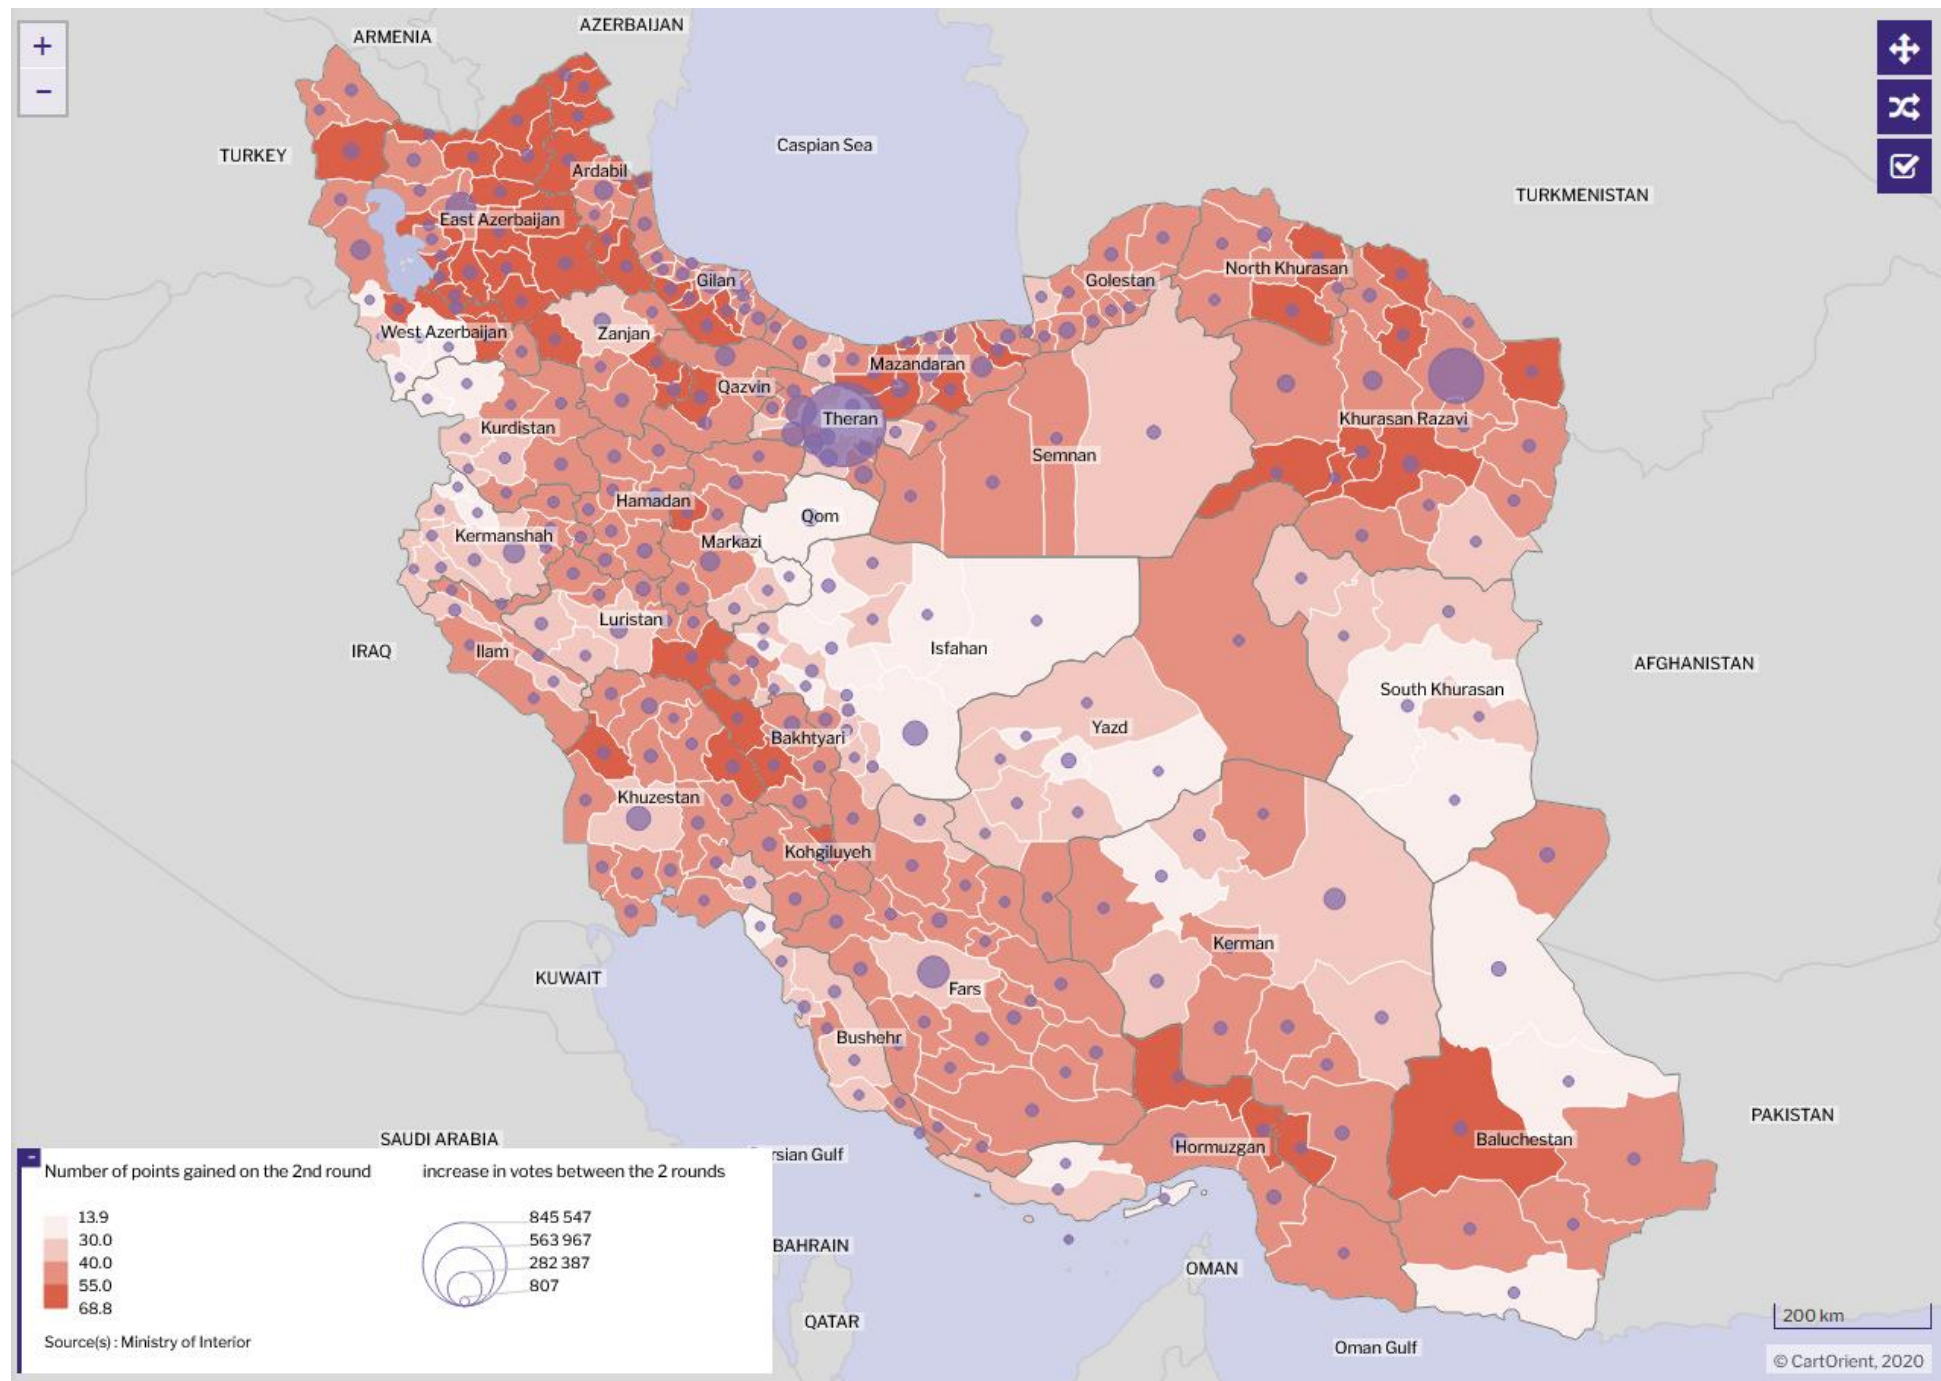 +
−
ARMENIA
AZERBAIJAN
Caspian Sea
TURKEY
TURKMENISTAN
Ardabil
East Azerbaijan
Gilan
Golestan
North Khurasan
West Azerbaijan
Zanjan
Mazandaran
Qazvin
Theran
Khurasan Razavi
Kurdistan
Semnan
Hamadan
Qom
Kermanshah
Markazi
Luristan
IRAQ
Ilam
Isfahan
AFGHANISTAN
South Khurasan
Yazd
Bakhtyari
Khuzestan
Kohgiluyeh
Kerman
KUWAIT
Fars
Bushehr
PAKISTAN
SAUDI ARABIA
Baluchestan
Hormuzgan
rsian Gulf
BAHRAIN
OMAN
QATAR
Oman Gulf
-
Number of points gained on the 2nd round
13.9
30.0
40.0
55.0
68.8
increase in votes between the 2 rounds
845 547
563 967
282 387
807
Source(s) : Ministry of Interior
200 km
© CartOrient, 2020